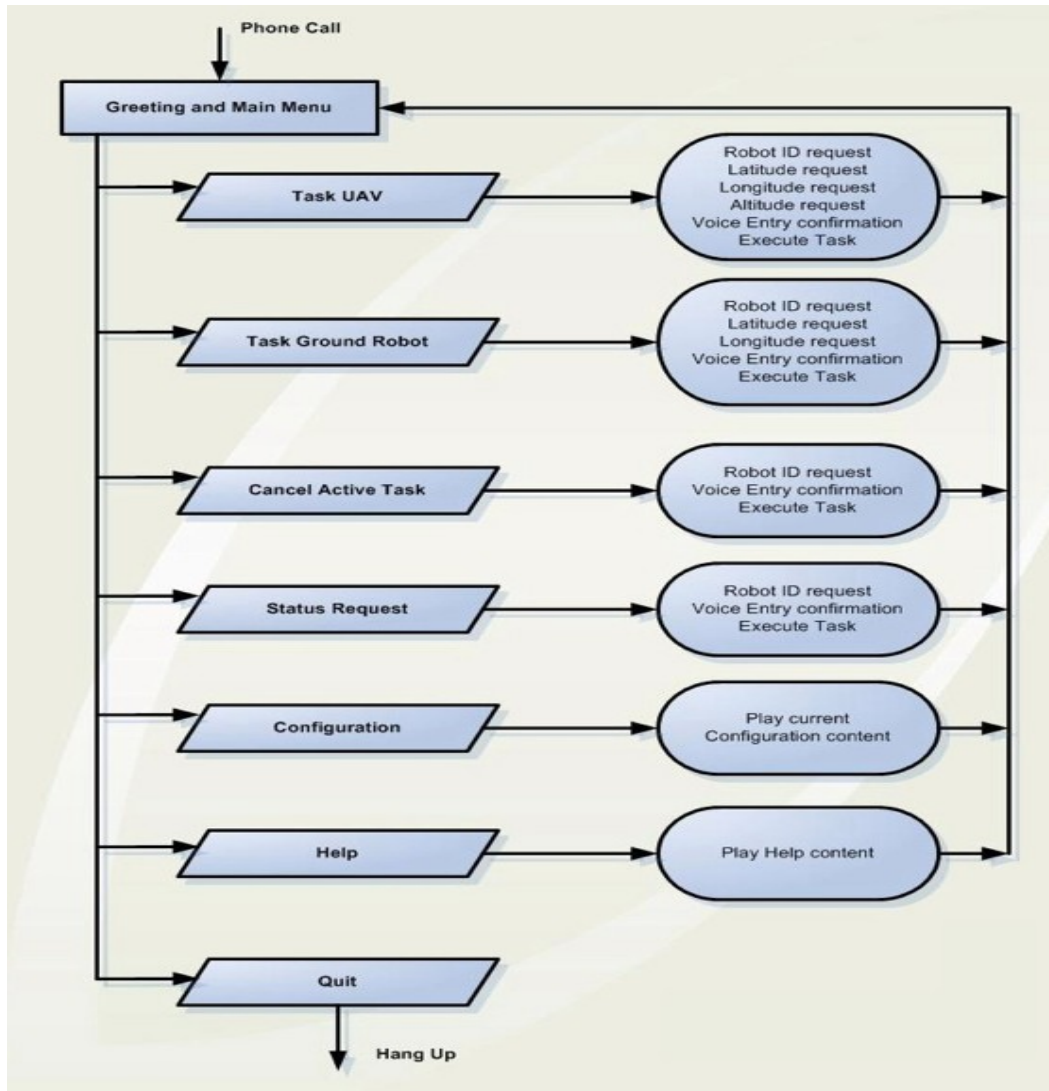 Phone Call
Greeting and Main Menu
Task UAV
Robot ID request
Latitude request
Longitude request
Altitude request
Voice Entry confirmation
Execute Task
Task Ground Robot
Robot ID request
Latitude request
Longitude request
Voice Entry confirmation
Execute Task
Cancel Active Task
Robot ID request
Voice Entry confirmation
Execute Task
Status Request
Robot ID request
Voice Entry confirmation
Execute Task
Configuration
Play current
Configuration content
Help
Play Help content
Quit
Hang Up